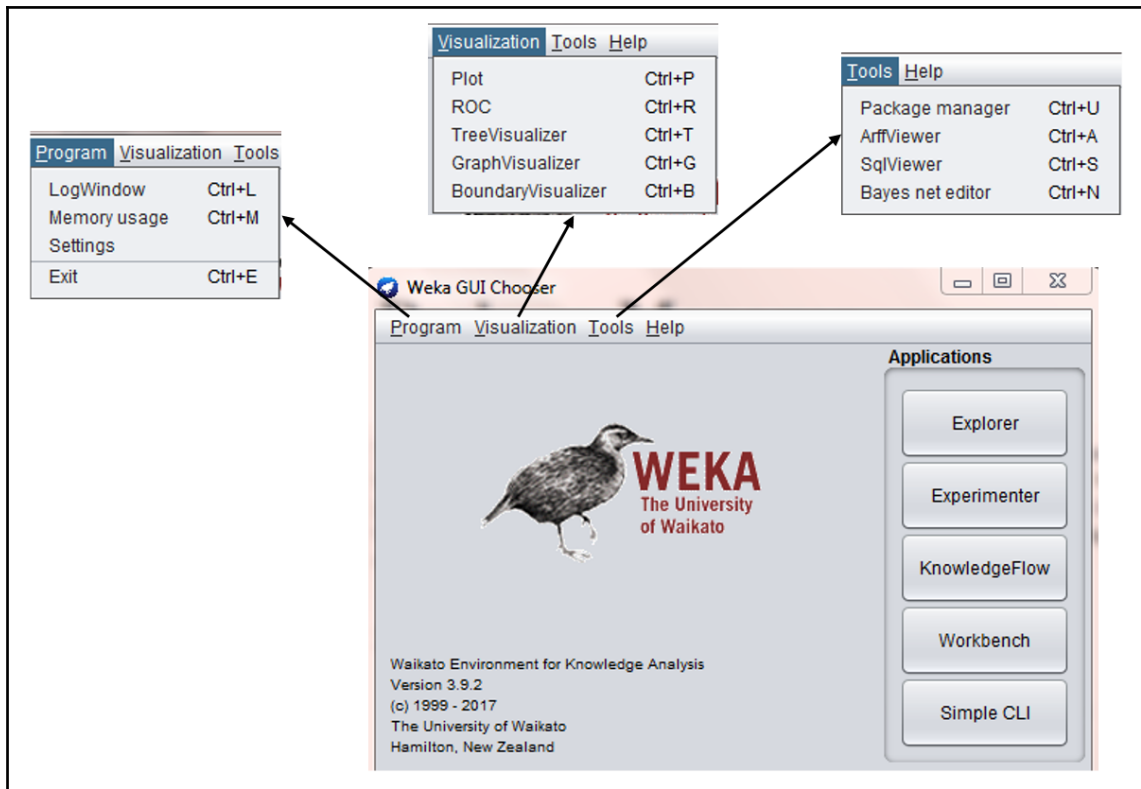 Visualization Tools Help
Plot Ctrl+P
ROC Ctrl+R
TreeVisualizer Ctrl+T
GraphVisualizer Ctrl+G
BoundaryVisualizer Ctrl+B
Tools Help
Package manager Ctrl+U
ArffViewer Ctrl+A
SqlViewer Ctrl+S
Bayes net editor Ctrl+N
Program Visualization Tools
LogWindow Ctrl+L
Memory usage Ctrl+M
Settings
Exit Ctrl+E
Weka GUI Chooser
Program Visualization Tools Help
Applications
Explorer
Experimenter
KnowledgeFlow
Workbench
Simple CLI
WEKA
The University
of Waikato
Waikato Environment for Knowledge Analysis
Version 3.9.2
(c) 1999 - 2017
The University of Waikato
Hamilton, New Zealand